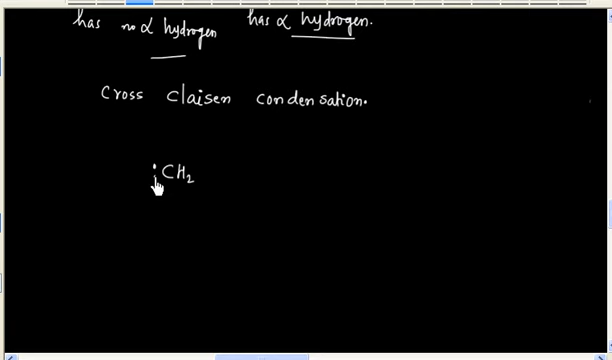 has no α hydrogen has α hydrogen.
Cross Claisen Condensation.
:CH₂